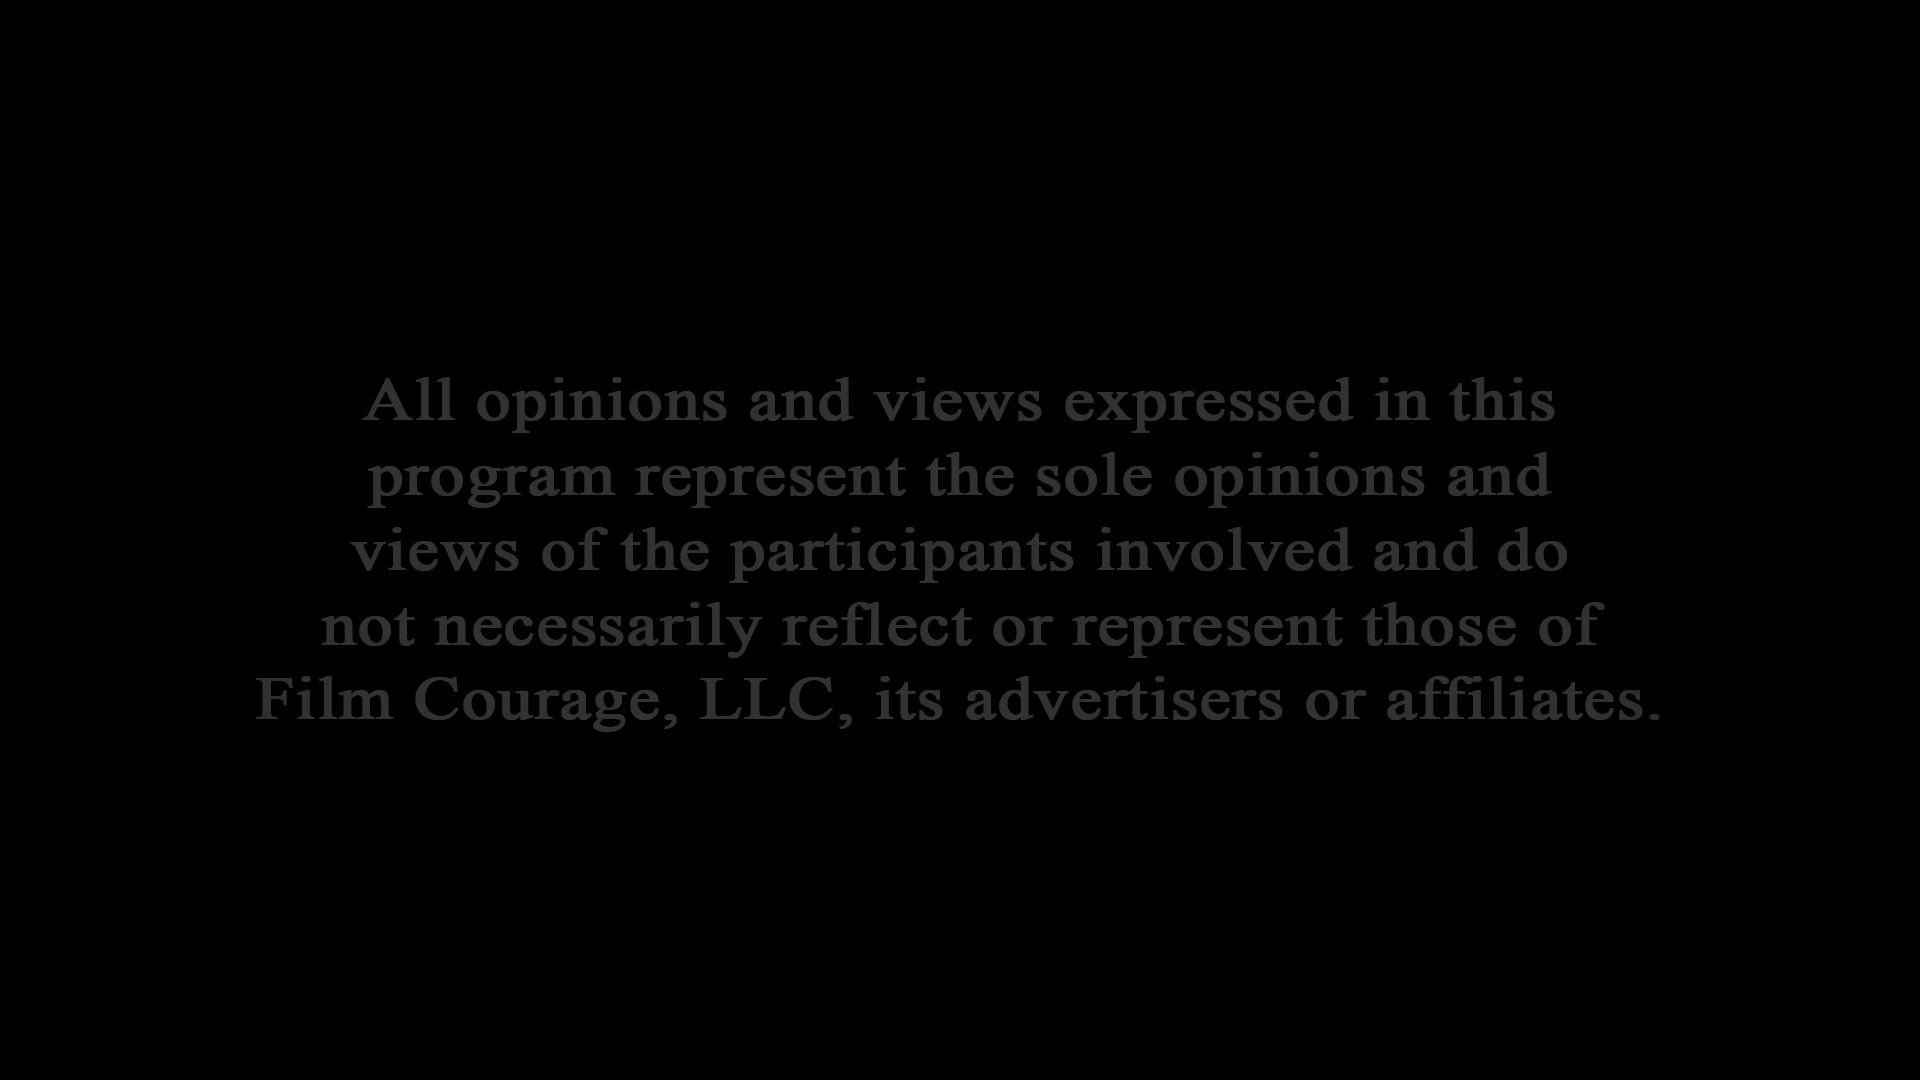 All opinions and views expressed in this
program represent the sole opinions and
views of the participants involved and do
not necessarily reflect or represent those of
Film Courage, LLC, its advertisers or affiliates.